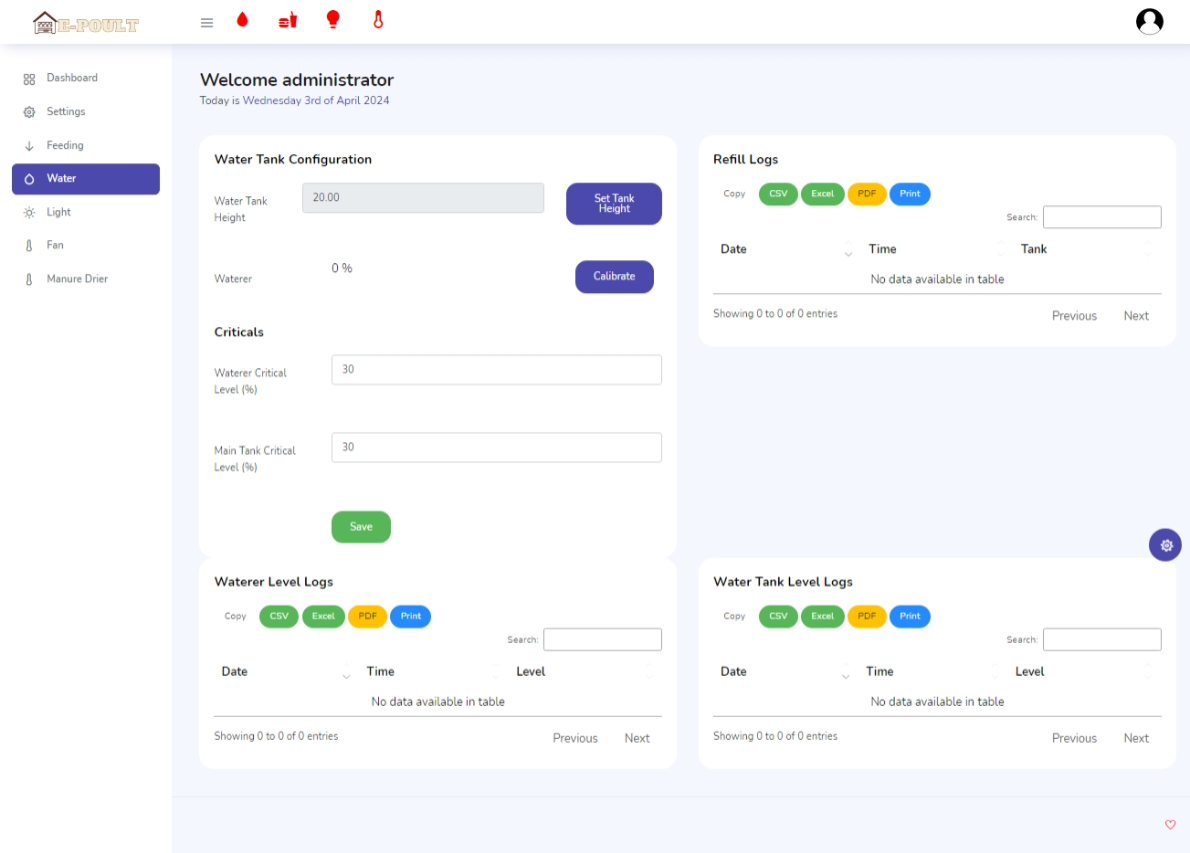 E-POULT
Dashboard
Settings
Feeding
Water
Light
Fan
Manure Drier
Welcome administrator
Today is Wednesday 3rd of April 2024
Water Tank Configuration
Water Tank
Height
20.00
Set Tank
Height
Waterer
0 %
Calibrate
Criticals
Waterer Critical
Level (%)
30
Main Tank Critical
Level (%)
30
Save
Refill Logs
Copy CSV Excel PDF Print
Search:
Date Time Tank
No data available in table
Showing 0 to 0 of 0 entries
Previous Next
Waterer Level Logs
Copy CSV Excel PDF Print
Search:
Date Time Level
No data available in table
Showing 0 to 0 of 0 entries
Previous Next
Water Tank Level Logs
Copy CSV Excel PDF Print
Search:
Date Time Level
No data available in table
Showing 0 to 0 of 0 entries
Previous Next